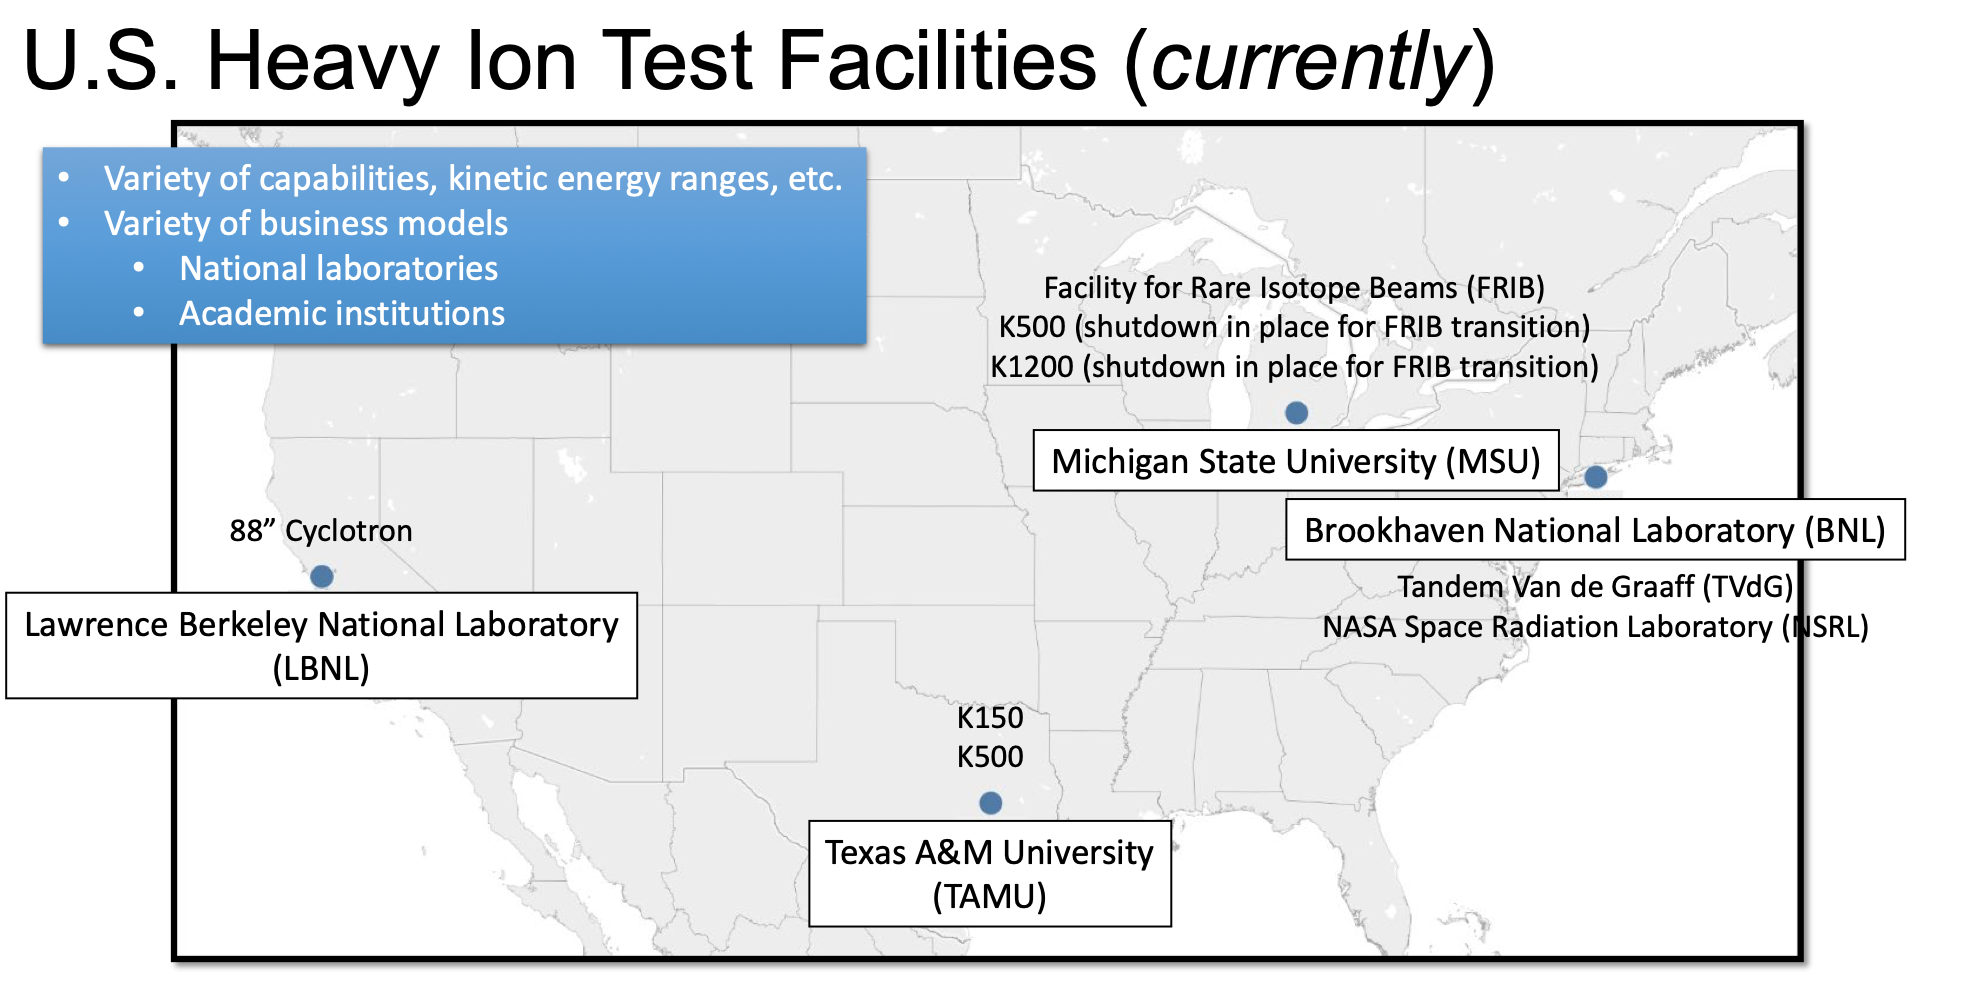 U.S. Heavy Ion Test Facilities (currently)
• Variety of capabilities, kinetic energy ranges, etc.
• Variety of business models
• National laboratories
• Academic institutions
Facility for Rare Isotope Beams (FRIB)
K500 (shutdown in place for FRIB transition)
K1200 (shutdown in place for FRIB transition)
Michigan State University (MSU)
Brookhaven National Laboratory (BNL)
Tandem Van de Graaff (TVdG)
NASA Space Radiation Laboratory (NSRL)
88” Cyclotron
Lawrence Berkeley National Laboratory
(LBNL)
K150
K500
Texas A&M University
(TAMU)